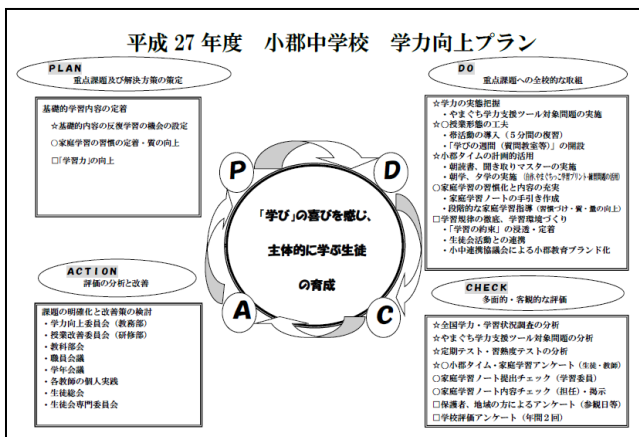 平成 27 年度　小郡中学校　学力向上プラン
PLAN
重点課題及び解決方策の策定
基礎的学習内容の定着
☆基礎的内容の反復学習の機会の設定
○家庭学習の習慣の定着・質の向上
□「学習力」の向上
DO
重点課題への全校的な取組
☆学力の実態把握
・やまぐち学力支援ツール対象問題の実施
☆○授業形態の工夫
・帯活動の導入（５分間の復習）
・「学びの週間（質問教室等）」の開設
☆小郡タイムの計画的活用
・朝読書、聞き取りマスターの実施
・朝学、夕学の実施
○家庭学習の習慣化と内容の充実
・家庭学習ノートの手引き作成
・段階的な家庭学習指導（習慣づけ・質・量の向上）
□学習規律の徹底、学習環境づくり
・「学習の約束」の浸透・定着
・生徒会活動との連携
・小中連携協議会による小郡教育ブランド化
P
D
「学び」の喜びを感じ、
主体的に学ぶ生徒
の育成
A
C
ACTION
評価の分析と改善
課題の明確化と改善策の検討
・学力向上委員会（教務部）
・授業改善委員会（研修部）
・教科部会
・職員会議
・学年会議
・各教師の個人実践
・生徒総会
・生徒会専門委員会
CHECK
多面的・客観的な評価
☆全国学力・学習状況調査の分析
☆やまぐち学力支援ツール対象問題の分析
☆定期テスト・習熟度テストの分析
☆○小郡タイム・家庭学習アンケート（生徒・教師）
○家庭学習ノート提出チェック（学習委員）
○家庭学習ノート内容チェック（担任）・掲示
□保護者、地域の方によるアンケート（参観日等）
□学校評価アンケート（年間２回）